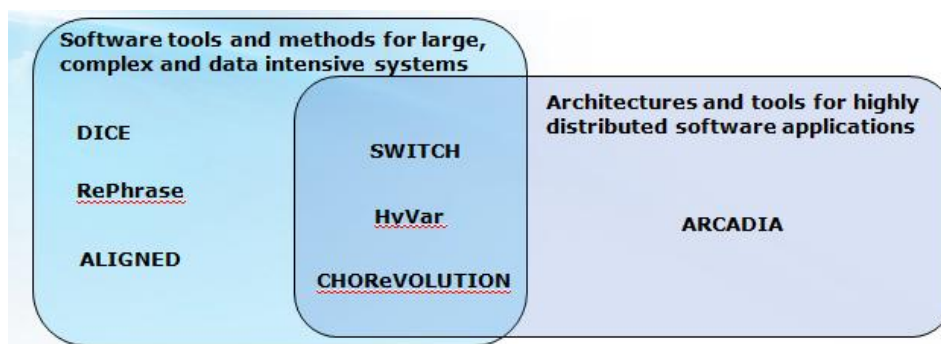 Software tools and methods for large,
complex and data intensive systems
Architectures and tools for highly
distributed software applications
DICE
SWITCH
RePhrase
HyVar
ARCADIA
ALIGNED
CHOReVOLUTION